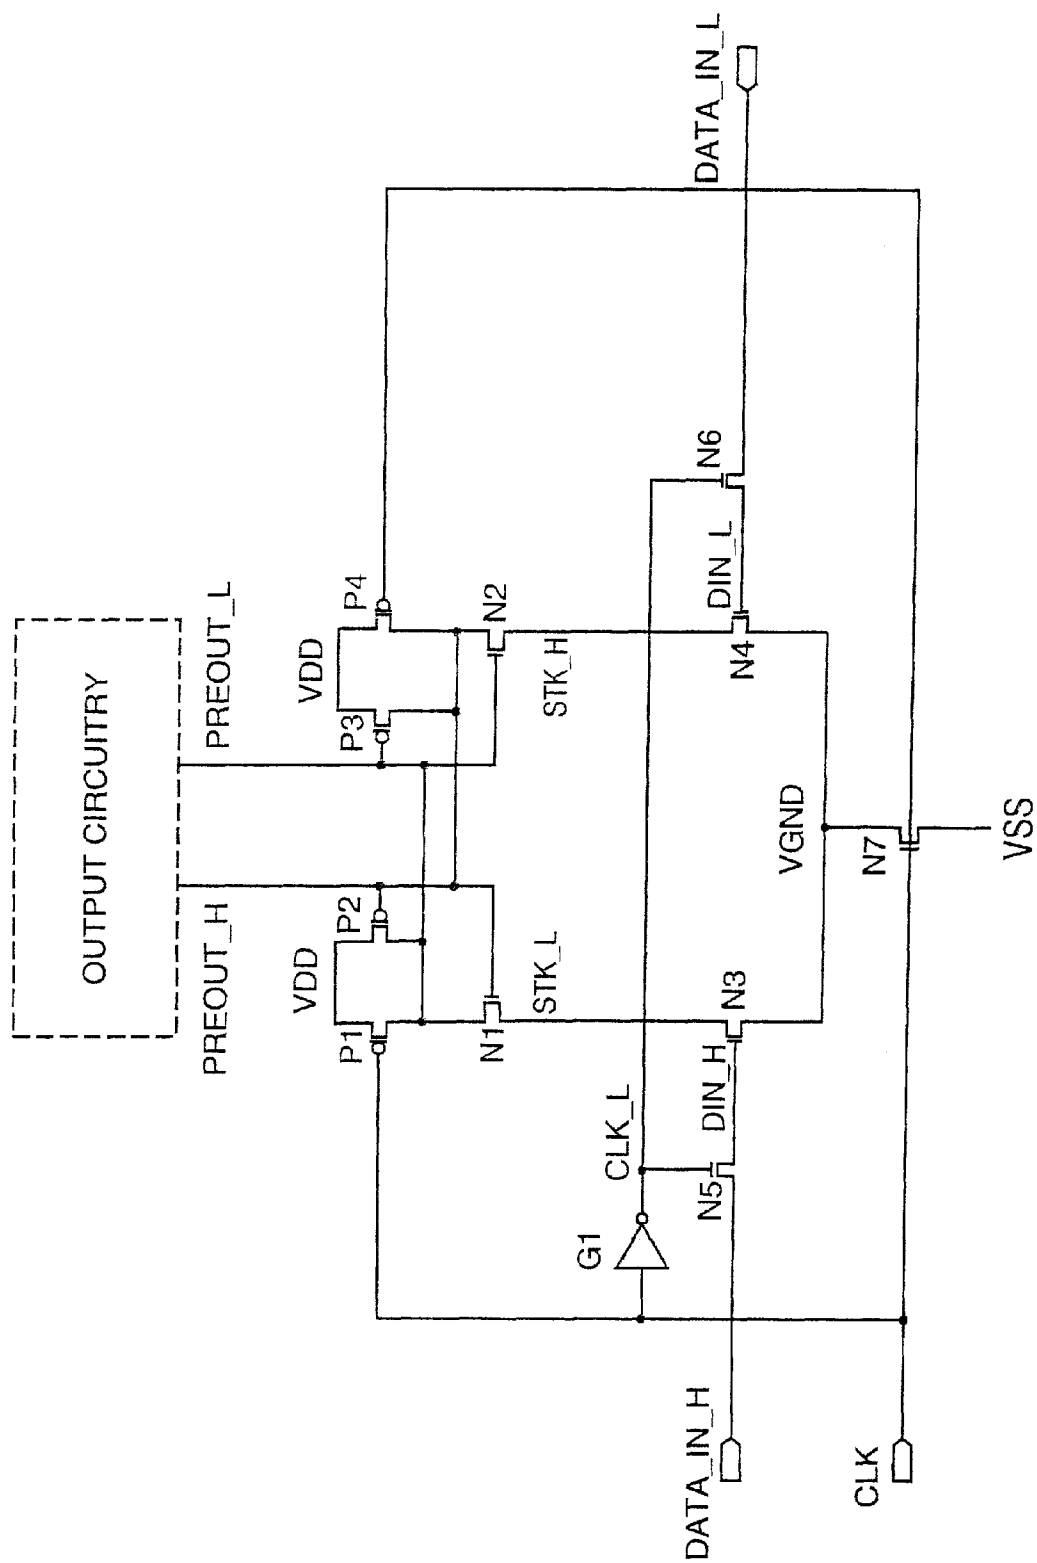 OUTPUT CIRCUITRY
PREOUT_H
PREOUT_L
VDD
VDD
P1
P2
P3
P4
N1
N2
STK_L
STK_H
CLK_L
G1
N5
DIN_H
N3
N4
DIN_L
N6
DATA_IN_H
DATA_IN_L
VGND
N7
VSS
CLK